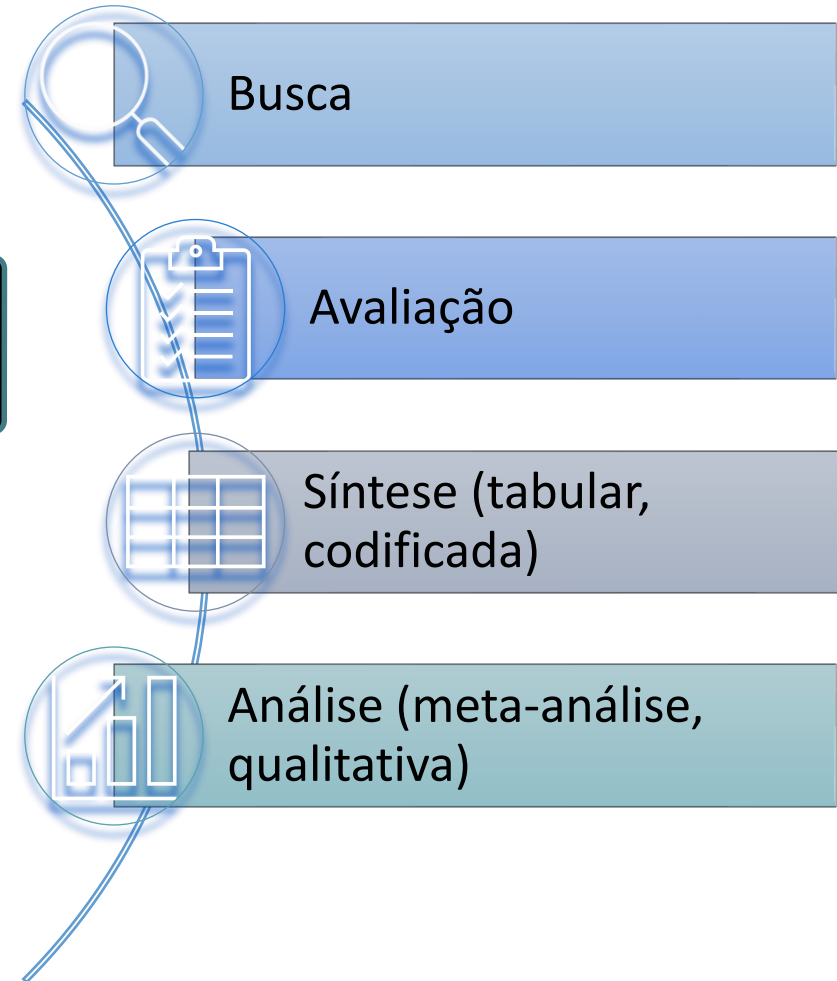 Busca
Avaliação
Síntese (tabular,
codificada)
Análise (meta-análise,
qualitativa)